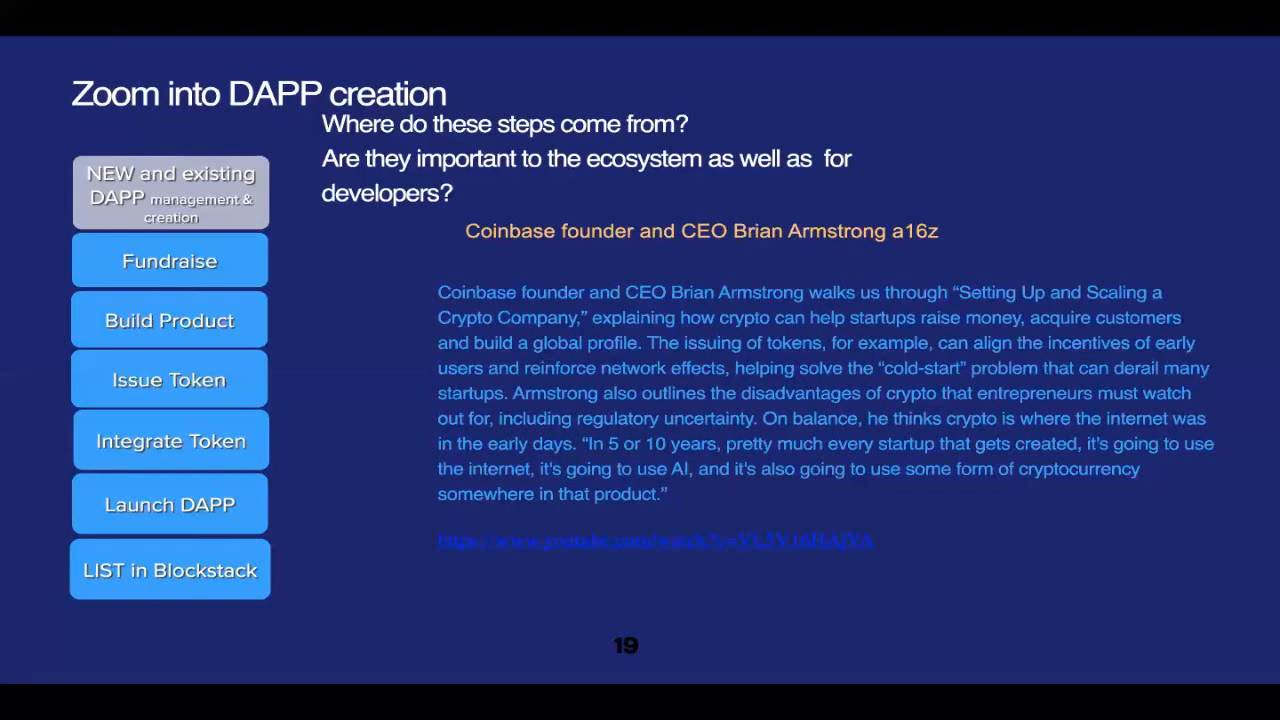 Zoom into DAPP creation
Where do these steps come from?
Are they important to the ecosystem as well as for
developers?
NEW and existing
DAPP management &
creation
Fundraise
Build Product
Issue Token
Integrate Token
Launch DAPP
LIST in Blockstack
Coinbase founder and CEO Brian Armstrong a16z
Coinbase founder and CEO Brian Armstrong walks us through “Setting Up and Scaling a
Crypto Company,” explaining how crypto can help startups raise money, acquire customers
and build a global profile. The issuing of tokens, for example, can align the incentives of early
users and reinforce network effects, helping solve the “cold-start” problem that can derail many
startups. Armstrong also outlines the disadvantages of crypto that entrepreneurs must watch
out for, including regulatory uncertainty. On balance, he thinks crypto is where the internet was
in the early days. “In 5 or 10 years, pretty much every startup that gets created, it's going to use
the internet, it's going to use AI, and it's also going to use some form of cryptocurrency
somewhere in that product.”
19